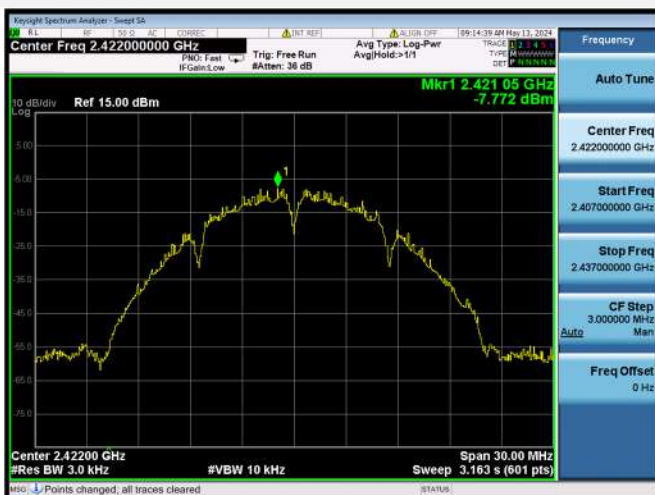 Keysight Spectrum Analyzer - Swept SA
RL RF 50 Ω AC CORREC INT REF ALIGN OFF 09:14:39 AM May 13, 2024
Center Freq 2.422000000 GHz
PNO: Fast
IFGain:Low
Trig: Free Run
#Atten: 36 dB
Avg Type: Log-Pwr
Avg|Hold:>1/1
TRACE 1 2 3 4 5
TYPE M
DET P N N N N N
Mkr1 2.421 05 GHz
-7.772 dBm
10 dB/div Ref 15.00 dBm
Log
1
5.00
-5.00
-15.0
-25.0
-35.0
-45.0
-55.0
-65.0
-75.0
Center 2.42200 GHz
Span 30.00 MHz
#Res BW 3.0 kHz
#VBW 10 kHz
Sweep 3.163 s (601 pts)
MSG Points changed; all traces cleared
STATUS
Frequency
Auto Tune
Center Freq
2.422000000 GHz
Start Freq
2.407000000 GHz
Stop Freq
2.437000000 GHz
CF Step
3.000000 MHz
Auto Man
Freq Offset
0 Hz